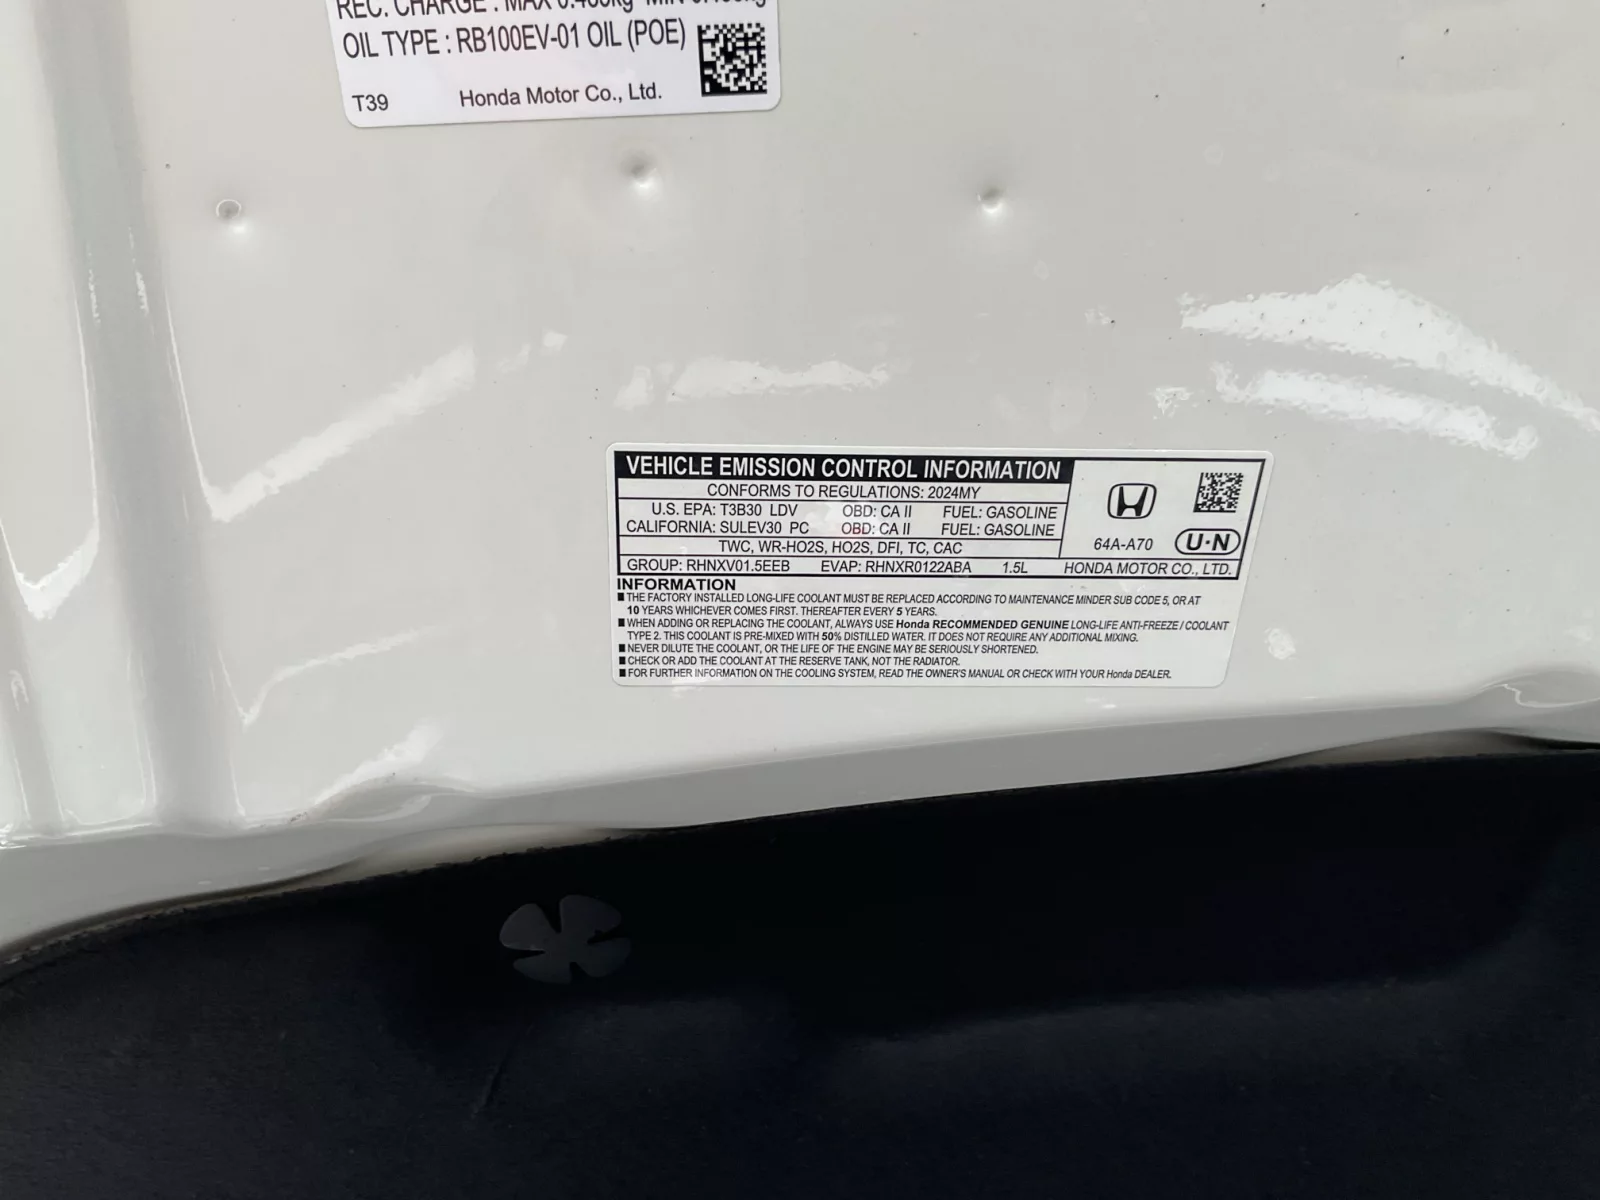 REC. CHARGE : MAX
OIL TYPE : RB100EV-01 OIL (POE)
T39 Honda Motor Co., Ltd.
VEHICLE EMISSION CONTROL INFORMATION
CONFORMS TO REGULATIONS: 2024MY
U.S. EPA: T3B30 LDV OBD: CA II FUEL: GASOLINE
CALIFORNIA: SULEV30 PC OBD: CA II FUEL: GASOLINE
64A-A70 U·N
TWC, WR-HO2S, HO2S, DFI, TC, CAC
GROUP: RHNXV01.5EEB EVAP: RHNXR0122ABA 1.5L HONDA MOTOR CO., LTD.
INFORMATION
■ THE FACTORY INSTALLED LONG-LIFE COOLANT MUST BE REPLACED ACCORDING TO MAINTENANCE MINDER SUB CODE 5, OR AT
10 YEARS WHICHEVER COMES FIRST. THEREAFTER EVERY 5 YEARS.
■ WHEN ADDING OR REPLACING THE COOLANT, ALWAYS USE Honda RECOMMENDED GENUINE LONG-LIFE ANTI-FREEZE / COOLANT
TYPE 2. THIS COOLANT IS PRE-MIXED WITH 50% DISTILLED WATER. IT DOES NOT REQUIRE ANY ADDITIONAL MIXING.
■ NEVER DILUTE THE COOLANT, OR THE LIFE OF THE ENGINE MAY BE SERIOUSLY SHORTENED.
■ CHECK OR ADD THE COOLANT AT THE RESERVE TANK, NOT THE RADIATOR.
■ FOR FURTHER INFORMATION ON THE COOLING SYSTEM, READ THE OWNER'S MANUAL OR CHECK WITH YOUR Honda DEALER.